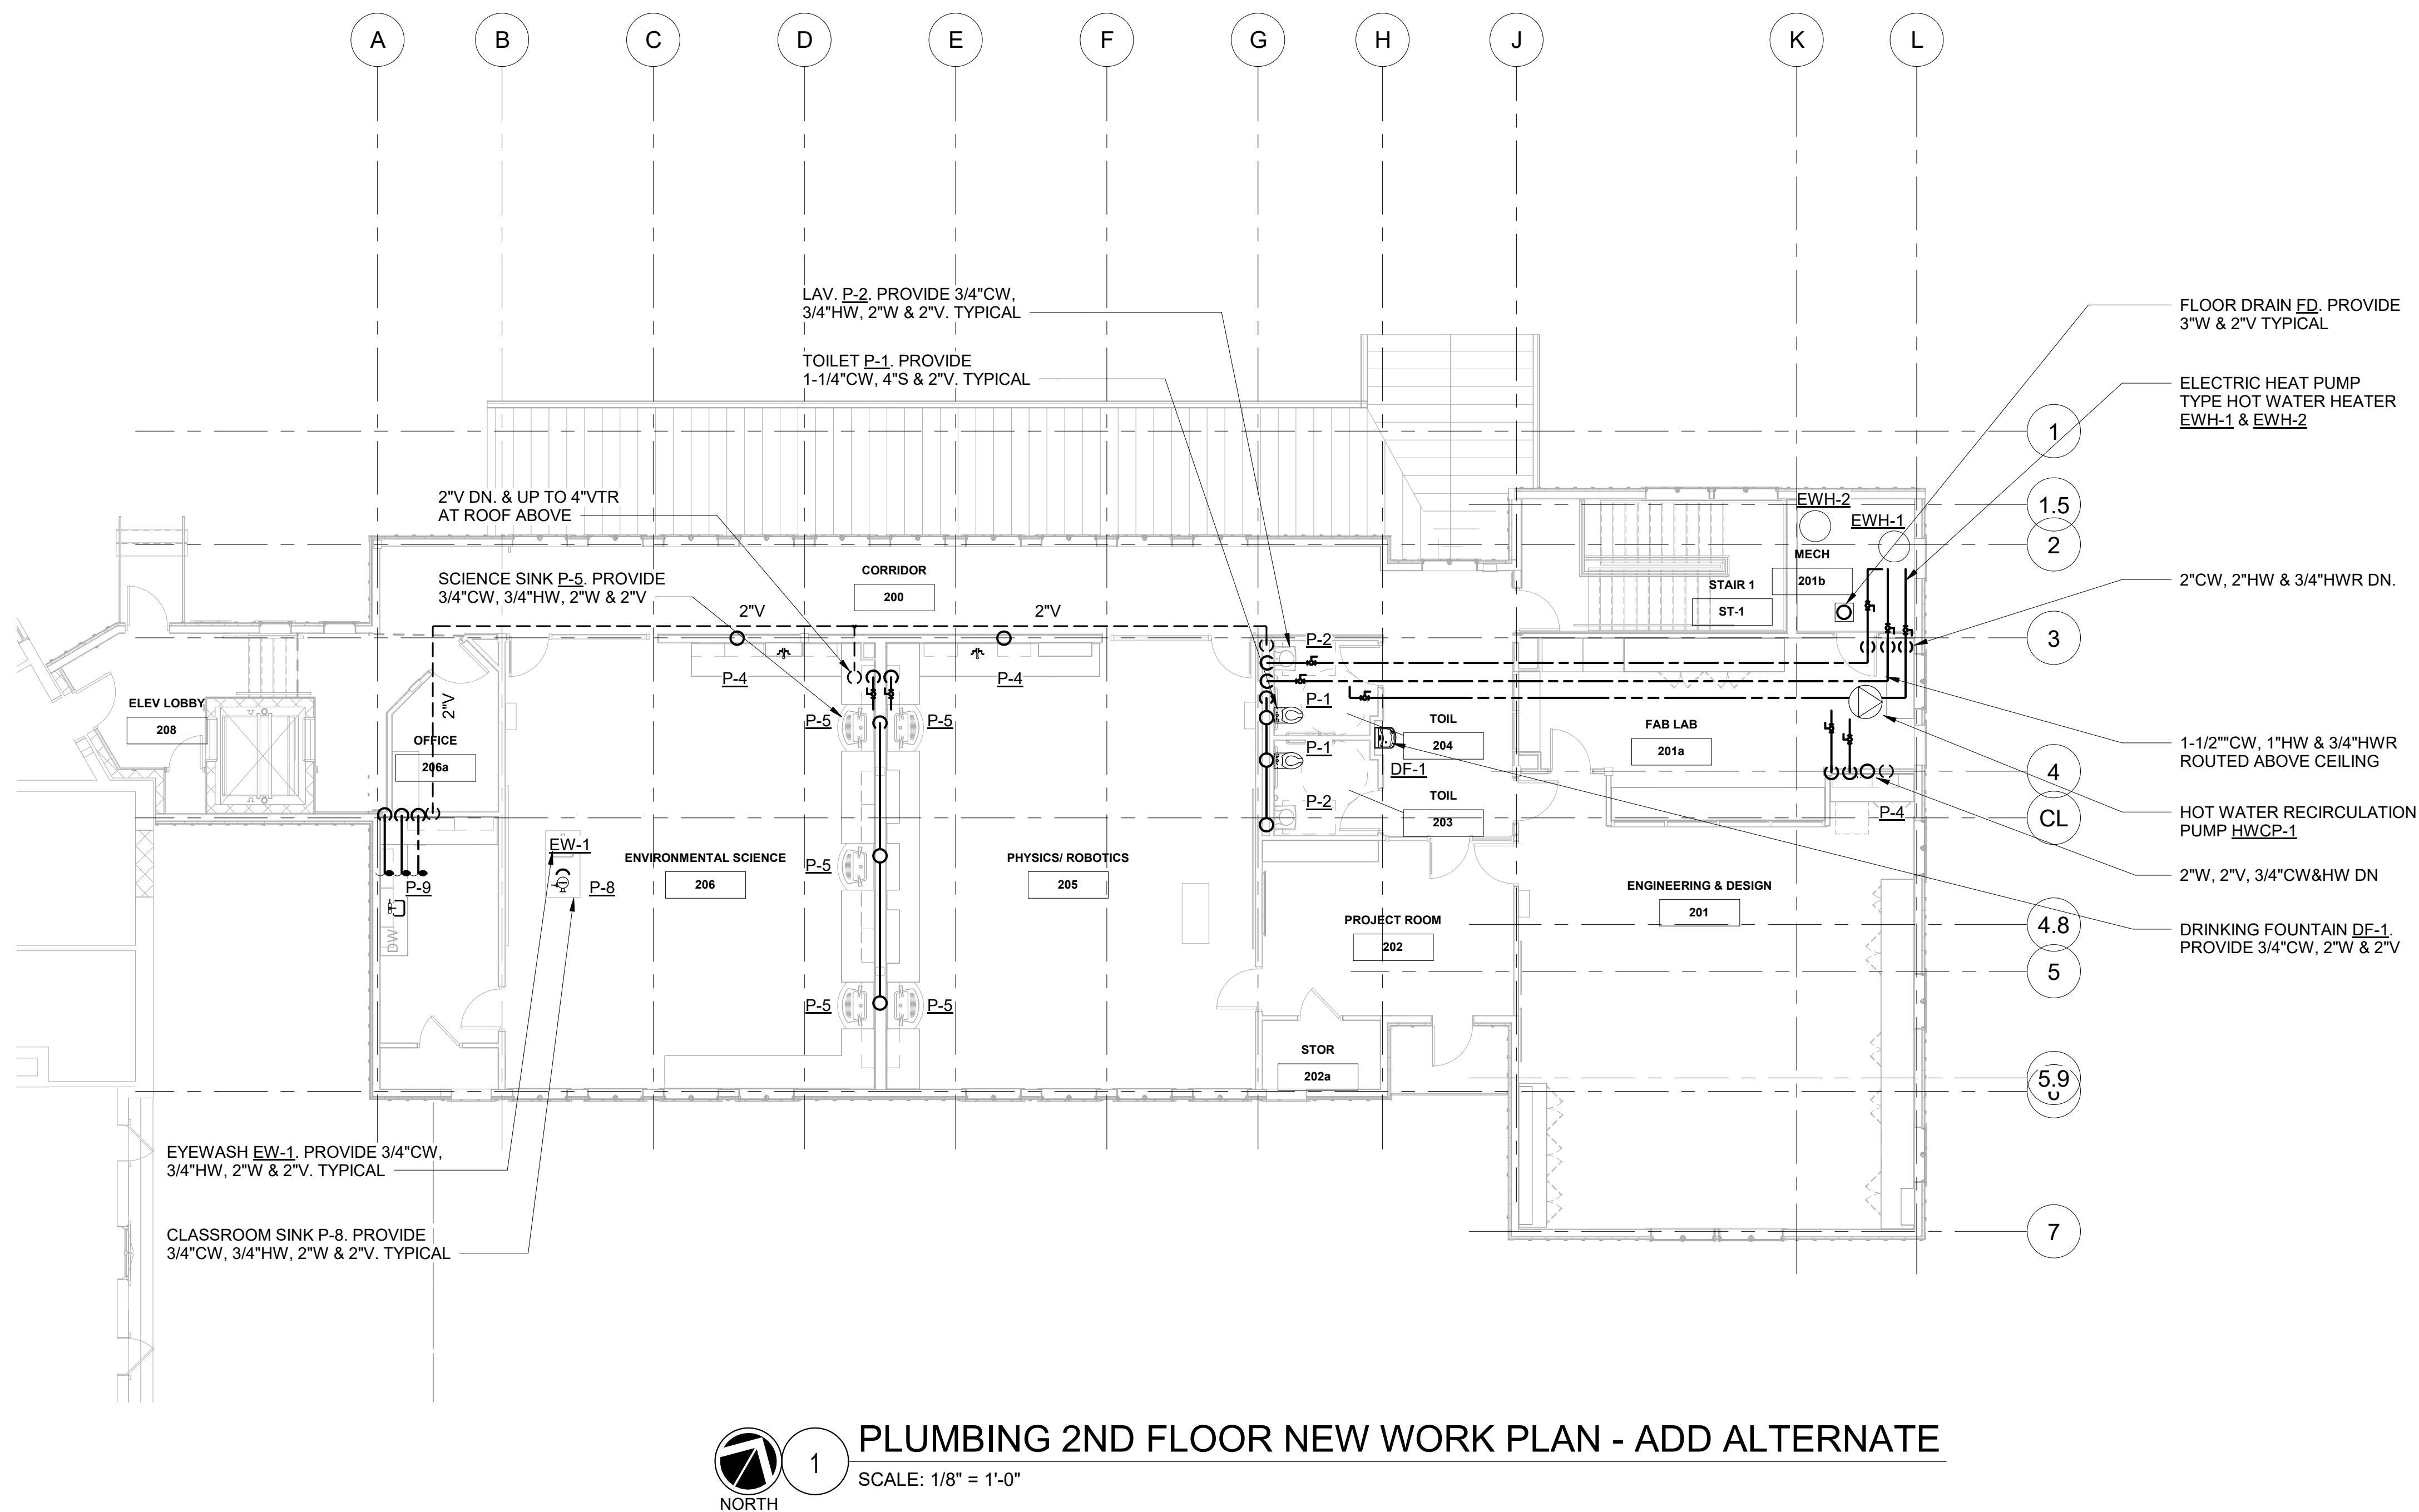 A
B
C
D
E
F
G
H
J
K
L
LAV. P-2. PROVIDE 3/4"CW,
3/4"HW, 2"W & 2"V. TYPICAL
TOILET P-1. PROVIDE
1-1/4"CW, 4"S & 2"V. TYPICAL
FLOOR DRAIN FD. PROVIDE
3"W & 2"V TYPICAL
ELECTRIC HEAT PUMP
TYPE HOT WATER HEATER
EWH-1 & EWH-2
1
2"V DN. & UP TO 4"VTR
AT ROOF ABOVE
EWH-2
EWH-1
1.5
2
MECH
201b
STAIR 1
ST-1
SCIENCE SINK P-5. PROVIDE
3/4"CW, 3/4"HW, 2"W & 2"V
CORRIDOR
200
2"V
2"V
2"CW, 2"HW & 3/4"HWR DN.
3
P-2
P-4
P-4
P-1
2"V
ELEV LOBBY
208
OFFICE
206a
P-5
P-5
TOIL
204
P-1
DF-1
FAB LAB
201a
1-1/2""CW, 1"HW & 3/4"HWR
ROUTED ABOVE CEILING
4
TOIL
203
P-2
P-4
CL
HOT WATER RECIRCULATION
PUMP HWCP-1
EW-1
ENVIRONMENTAL SCIENCE
206
P-5
PHYSICS/ ROBOTICS
205
P-9
P-8
DW
ENGINEERING & DESIGN
201
2"W, 2"V, 3/4"CW&HW DN
PROJECT ROOM
202
4.8
DRINKING FOUNTAIN DF-1.
PROVIDE 3/4"CW, 2"W & 2"V
5
P-5
P-5
STOR
202a
5.9
6
EYEWASH EW-1. PROVIDE 3/4"CW,
3/4"HW, 2"W & 2"V. TYPICAL
CLASSROOM SINK P-8. PROVIDE
3/4"CW, 3/4"HW, 2"W & 2"V. TYPICAL
7
1
PLUMBING 2ND FLOOR NEW WORK PLAN - ADD ALTERNATE
SCALE: 1/8" = 1'-0"
NORTH